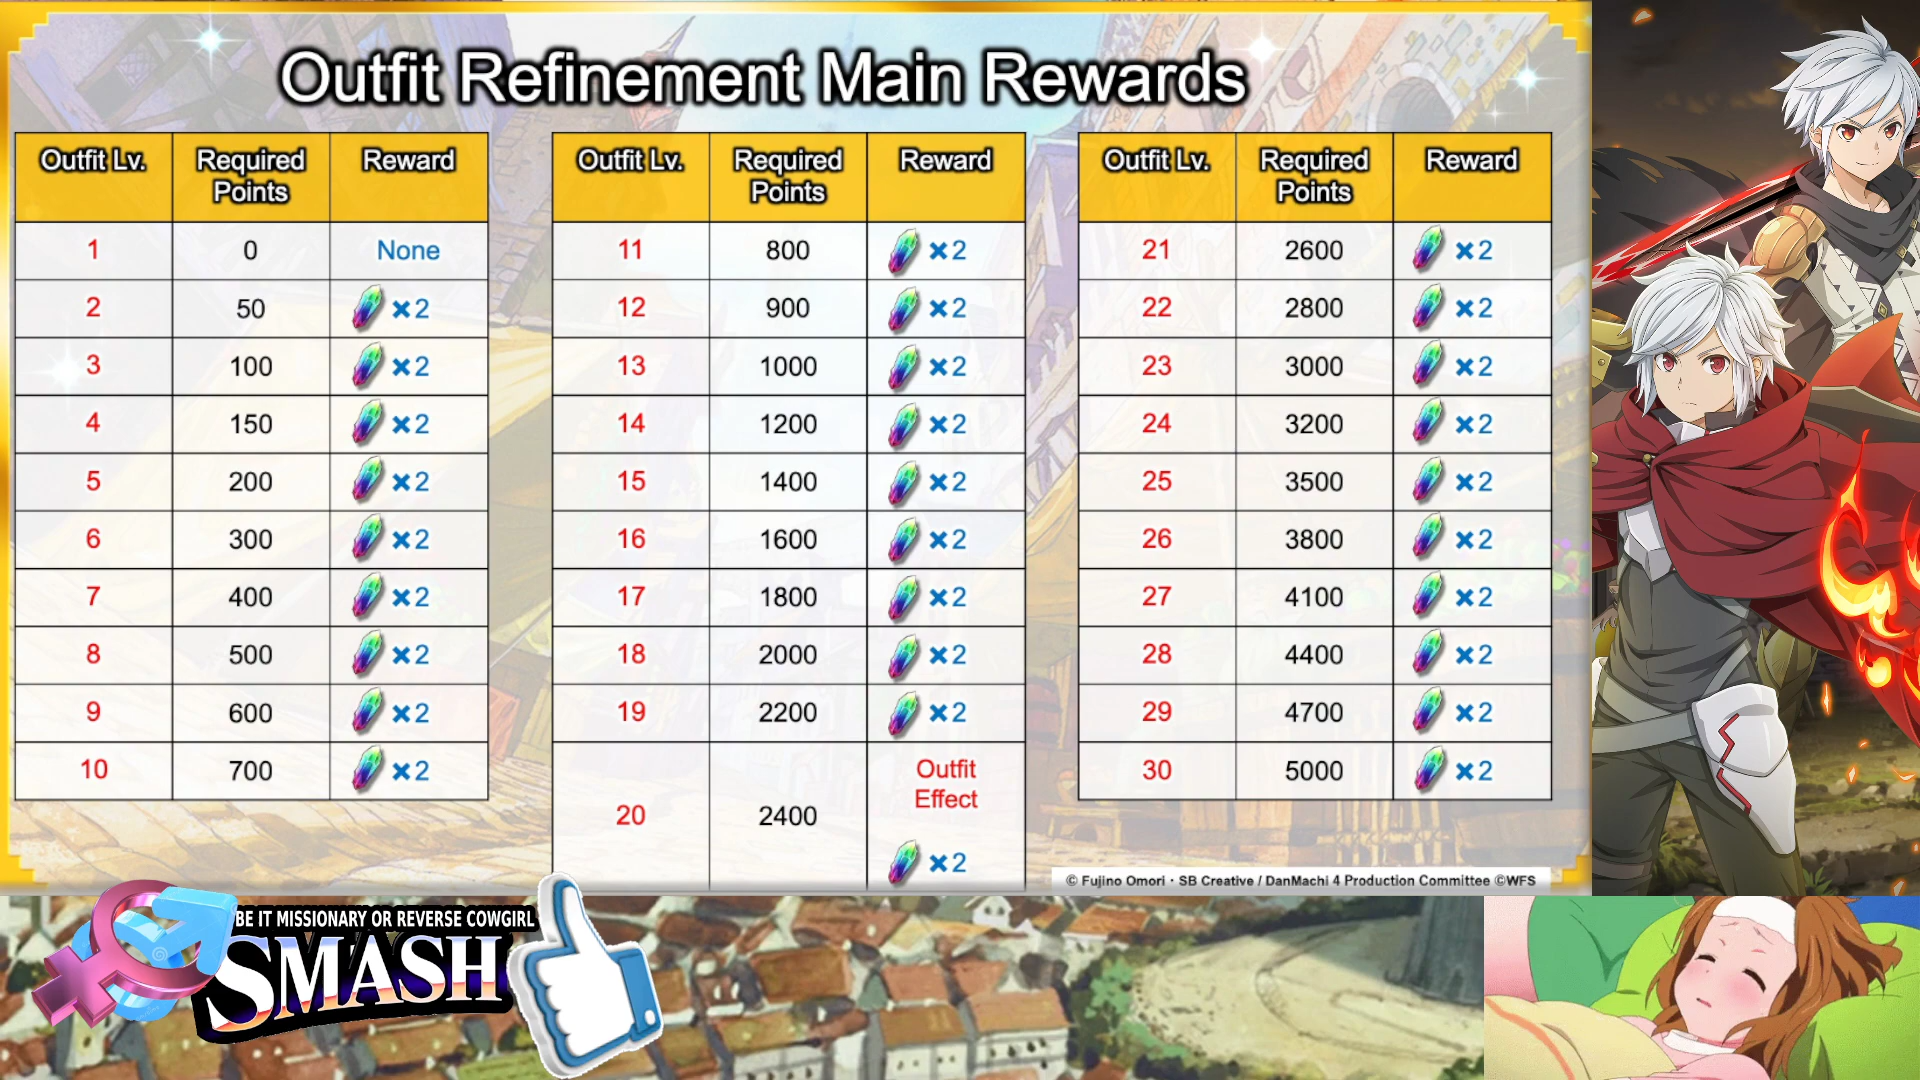 Outfit Refinement Main Rewards
Outfit Lv. Required Points Reward
1 0 None
2 50 ×2
3 100 ×2
4 150 ×2
5 200 ×2
6 300 ×2
7 400 ×2
8 500 ×2
9 600 ×2
10 700 ×2
Outfit Lv. Required Points Reward
11 800 ×2
12 900 ×2
13 1000 ×2
14 1200 ×2
15 1400 ×2
16 1600 ×2
17 1800 ×2
18 2000 ×2
19 2200 ×2
20 2400 Outfit Effect ×2
Outfit Lv. Required Points Reward
21 2600 ×2
22 2800 ×2
23 3000 ×2
24 3200 ×2
25 3500 ×2
26 3800 ×2
27 4100 ×2
28 4400 ×2
29 4700 ×2
30 5000 ×2
© Fujino Omori・SB Creative / DanMachi 4 Production Committee ©WFS
BE IT MISSIONARY OR REVERSE COWGIRL
SMASH